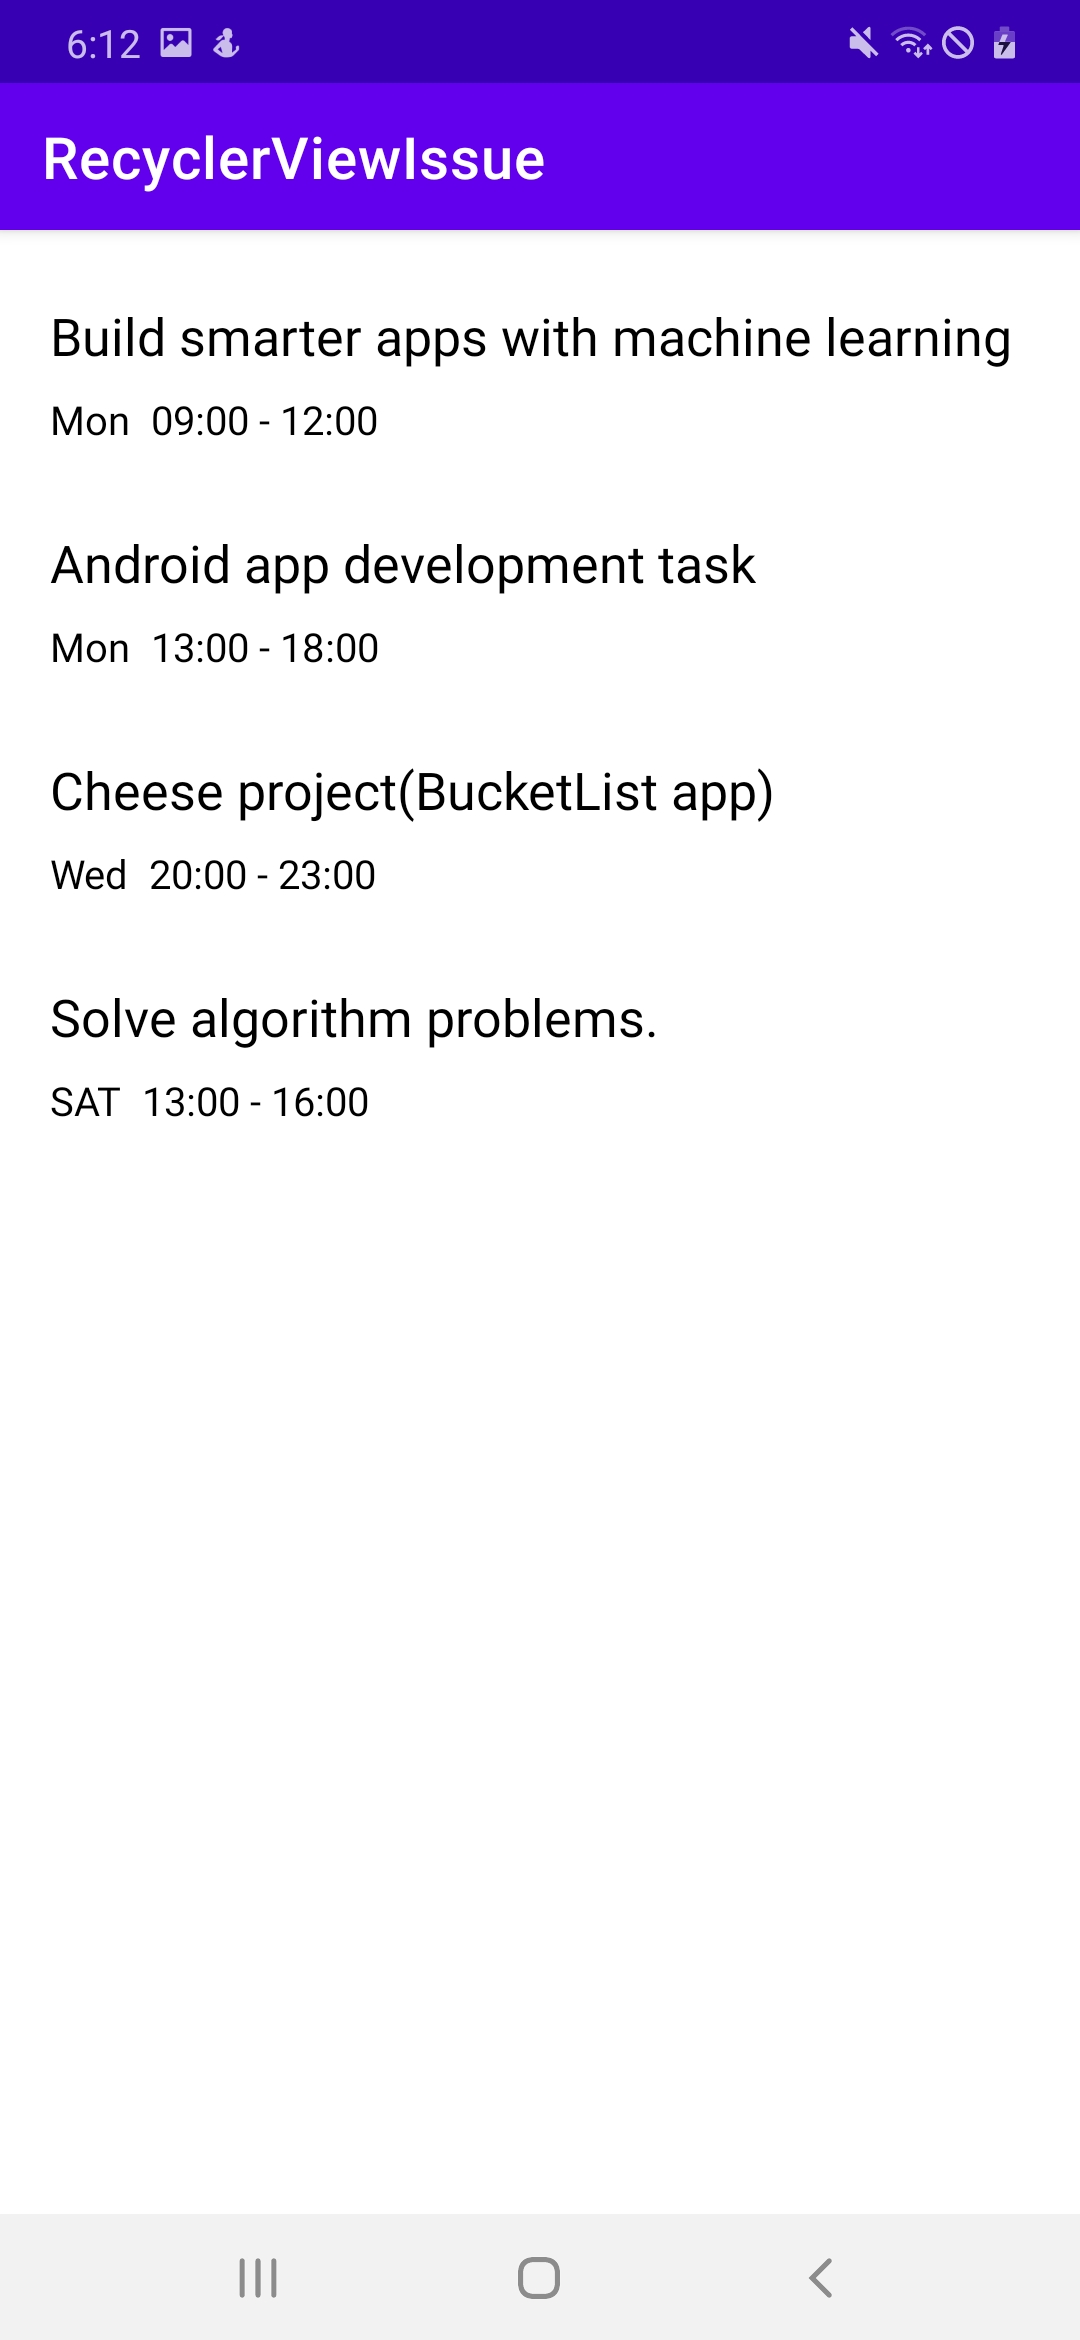 6:12
RecyclerViewIssue
Build smarter apps with machine learning
Mon 09:00 - 12:00
Android app development task
Mon 13:00 - 18:00
Cheese project(BucketList app)
Wed 20:00 - 23:00
Solve algorithm problems.
SAT 13:00 - 16:00